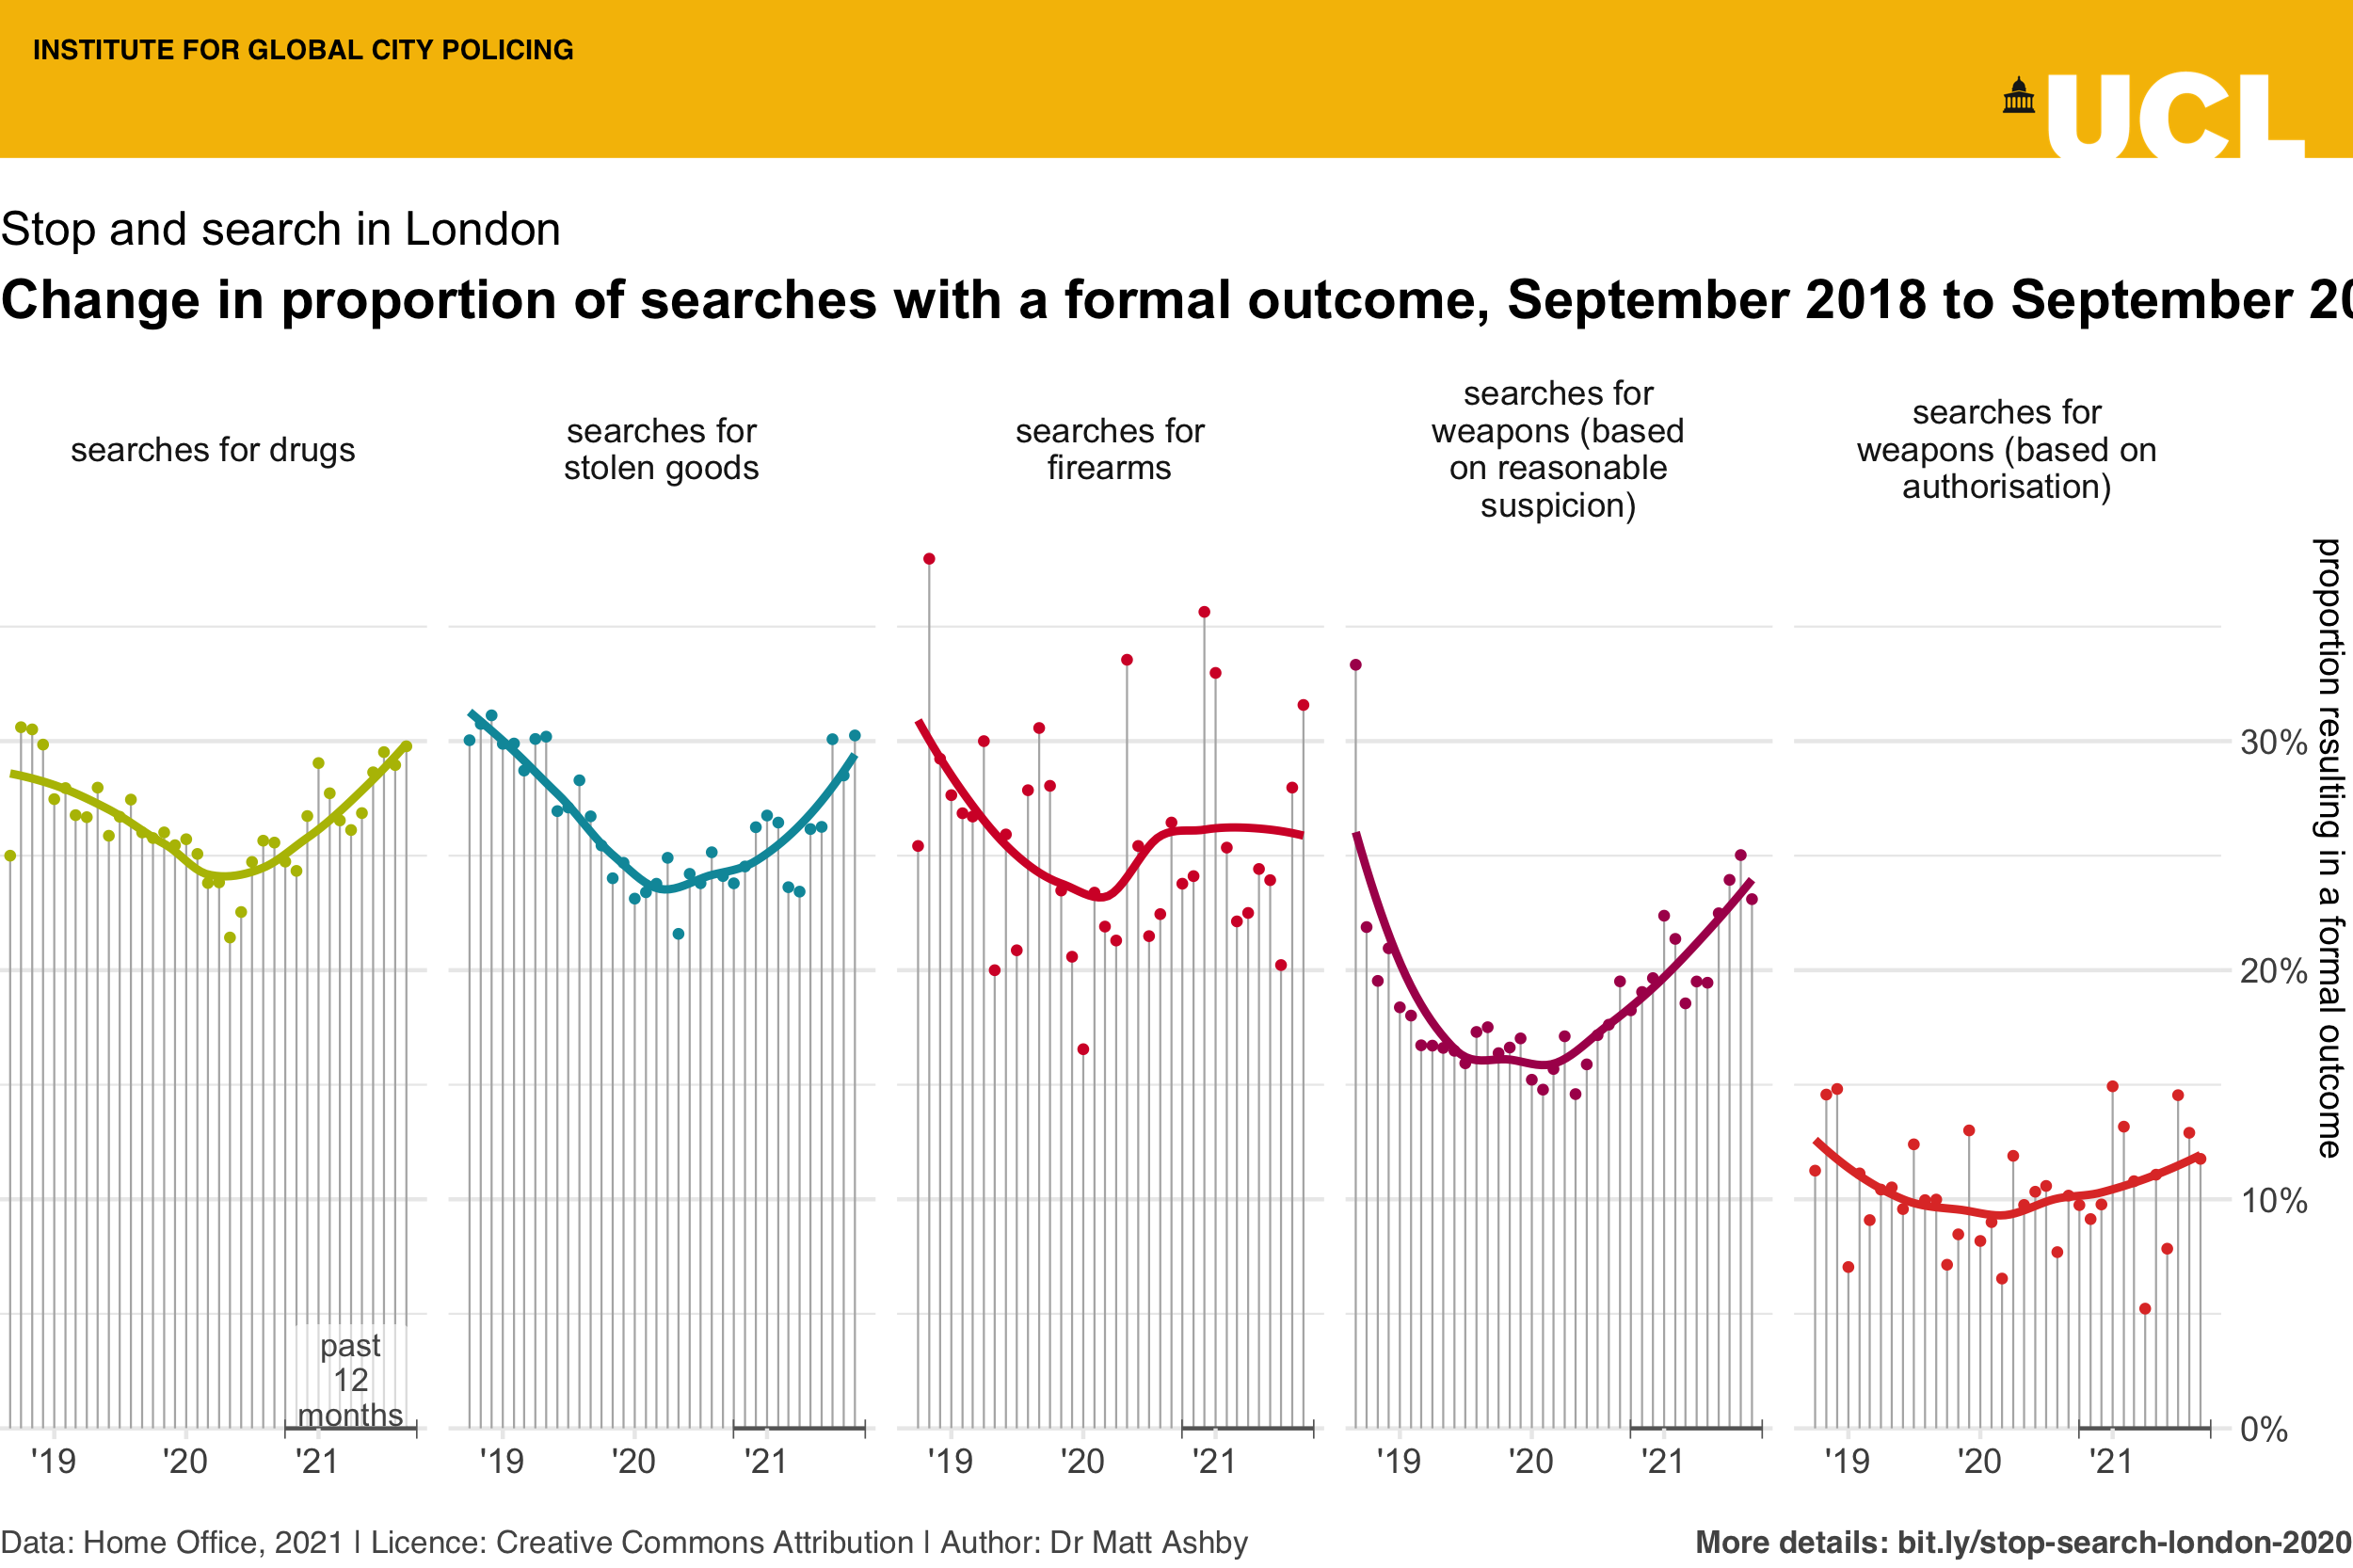 INSTITUTE FOR GLOBAL CITY POLICING
UCL
Stop and search in London
Change in proportion of searches with a formal outcome, September 2018 to September 20
searches for drugs
searches for
stolen goods
searches for
firearms
searches for
weapons (based
on reasonable
suspicion)
searches for
weapons (based on
authorisation)
proportion resulting in a formal outcome
30%
20%
10%
0%
past
12
months
'19
'20
'21
'19
'20
'21
'19
'20
'21
'19
'20
'21
'19
'20
'21
Data: Home Office, 2021 | Licence: Creative Commons Attribution | Author: Dr Matt Ashby
More details: bit.ly/stop-search-london-2020